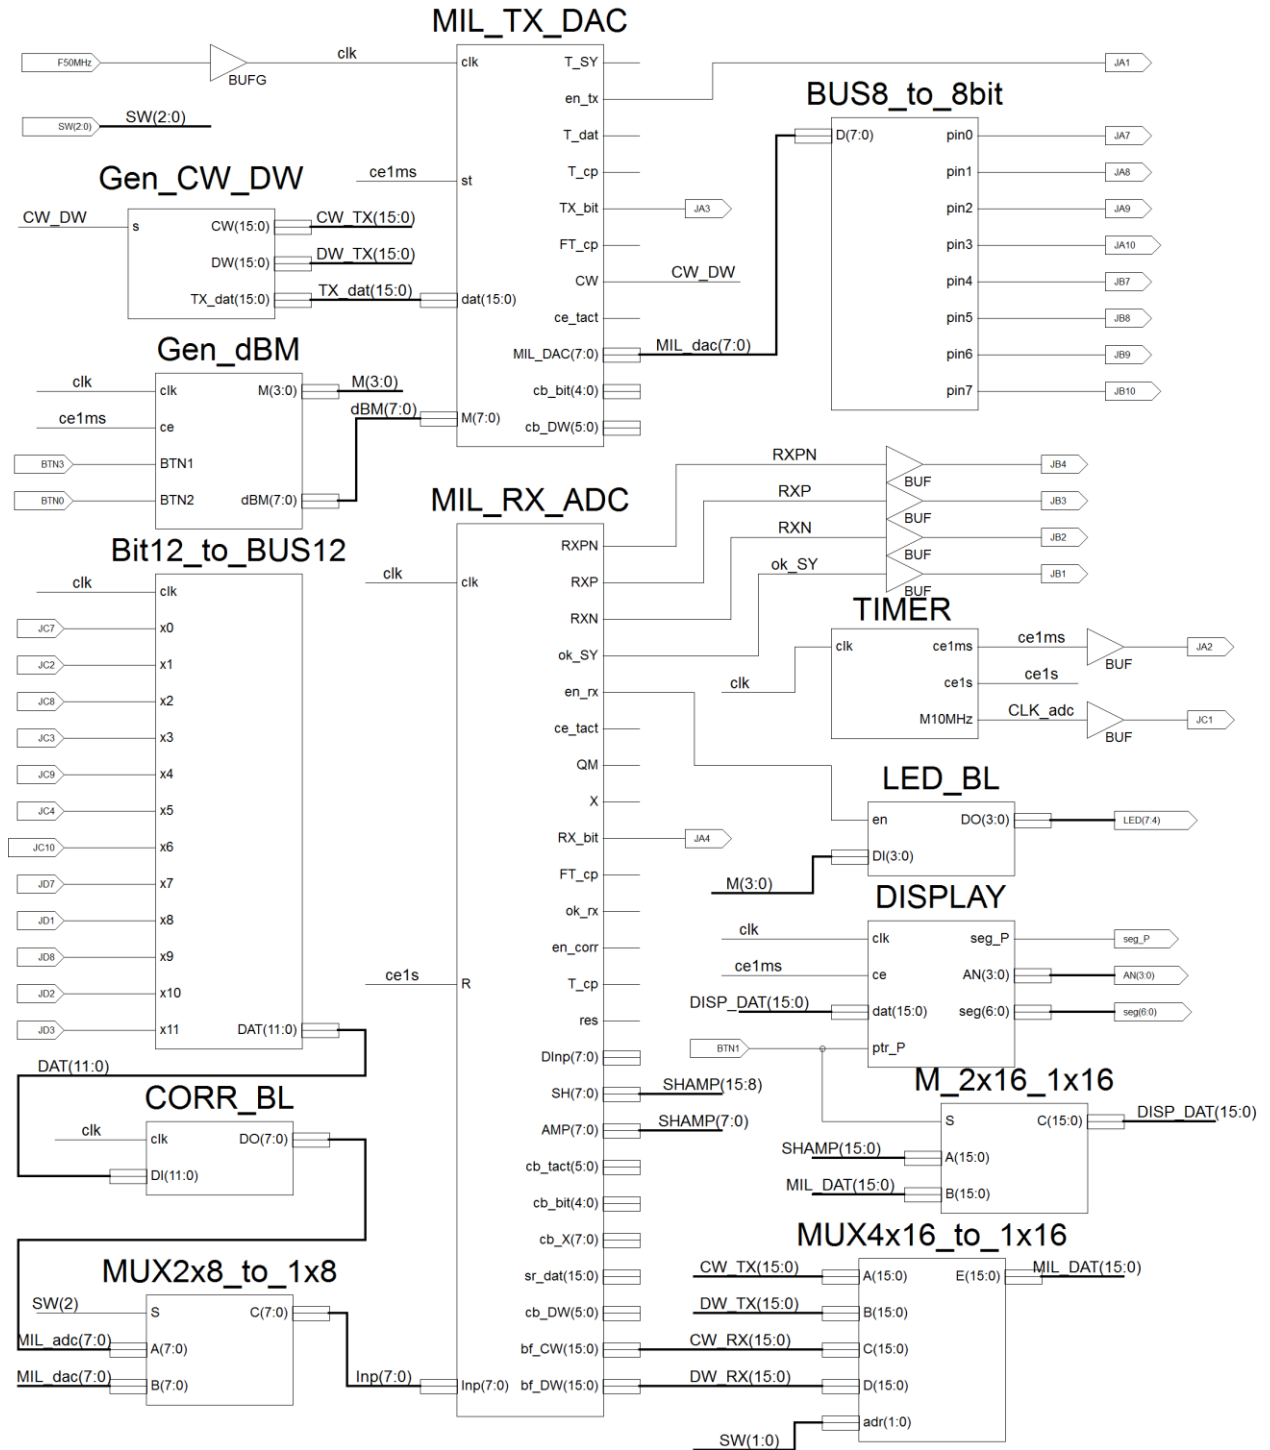 MIL_TX_DAC
F50MHz
BUFG
clk
clk
T_SY
en_tx
JA1
SW(2:0)
SW(2:0)
T_dat
T_cp
ce1ms
st
TX_bit
JA3
FT_cp
CW
CW_DW
ce_tact
dat(15:0)
MIL_DAC(7:0)
MIL_dac(7:0)
cb_bit(4:0)
M(7:0)
cb_DW(5:0)
BUS8_to_8bit
D(7:0)
pin0
JA7
pin1
JA8
pin2
JA9
pin3
JA10
pin4
JB7
pin5
JB8
pin6
JB9
pin7
JB10
Gen_CW_DW
CW_DW
s
CW(15:0)
CW_TX(15:0)
DW(15:0)
DW_TX(15:0)
TX_dat(15:0)
TX_dat(15:0)
Gen_dBM
clk
clk
M(3:0)
M(3:0)
ce1ms
ce
dBM(7:0)
BTN3
BTN1
BTN0
BTN2
dBM(7:0)
MIL_RX_ADC
RXPN
RXPN
BUF
JB4
clk
clk
RXP
RXP
BUF
JB3
RXN
RXN
BUF
JB2
ok_SY
ok_SY
BUF
JB1
en_rx
ce_tact
QM
X
RX_bit
JA4
FT_cp
ok_rx
en_corr
ce1s
R
T_cp
res
DInp(7:0)
SH(7:0)
SHAMP(15:8)
AMP(7:0)
SHAMP(7:0)
cb_tact(5:0)
cb_bit(4:0)
cb_X(7:0)
sr_dat(15:0)
cb_DW(5:0)
bf_CW(15:0)
CW_RX(15:0)
Inp(7:0)
Inp(7:0)
bf_DW(15:0)
DW_RX(15:0)
Bit12_to_BUS12
clk
clk
JC7
x0
JC2
x1
JC8
x2
JC3
x3
JC9
x4
JC4
x5
JC10
x6
JD7
x7
JD1
x8
JD8
x9
JD2
x10
JD3
x11
DAT(11:0)
DAT(11:0)
CORR_BL
clk
clk
DO(7:0)
DI(11:0)
MUX2x8_to_1x8
SW(2)
S
C(7:0)
MIL_adc(7:0)
A(7:0)
MIL_dac(7:0)
B(7:0)
TIMER
clk
clk
ce1ms
ce1ms
BUF
JA2
ce1s
ce1s
M10MHz
CLK_adc
BUF
JC1
LED_BL
en
DO(3:0)
LED(7:4)
M(3:0)
DI(3:0)
DISPLAY
clk
clk
seg_P
seg_P
ce1ms
ce
AN(3:0)
AN(3:0)
DISP_DAT(15:0)
dat(15:0)
seg(6:0)
seg(6:0)
BTN1
ptr_P
M_2x16_1x16
S
C(15:0)
DISP_DAT(15:0)
SHAMP(15:0)
A(15:0)
MIL_DAT(15:0)
B(15:0)
MUX4x16_to_1x16
CW_TX(15:0)
A(15:0)
E(15:0)
MIL_DAT(15:0)
DW_TX(15:0)
B(15:0)
C(15:0)
D(15:0)
adr(1:0)
SW(1:0)